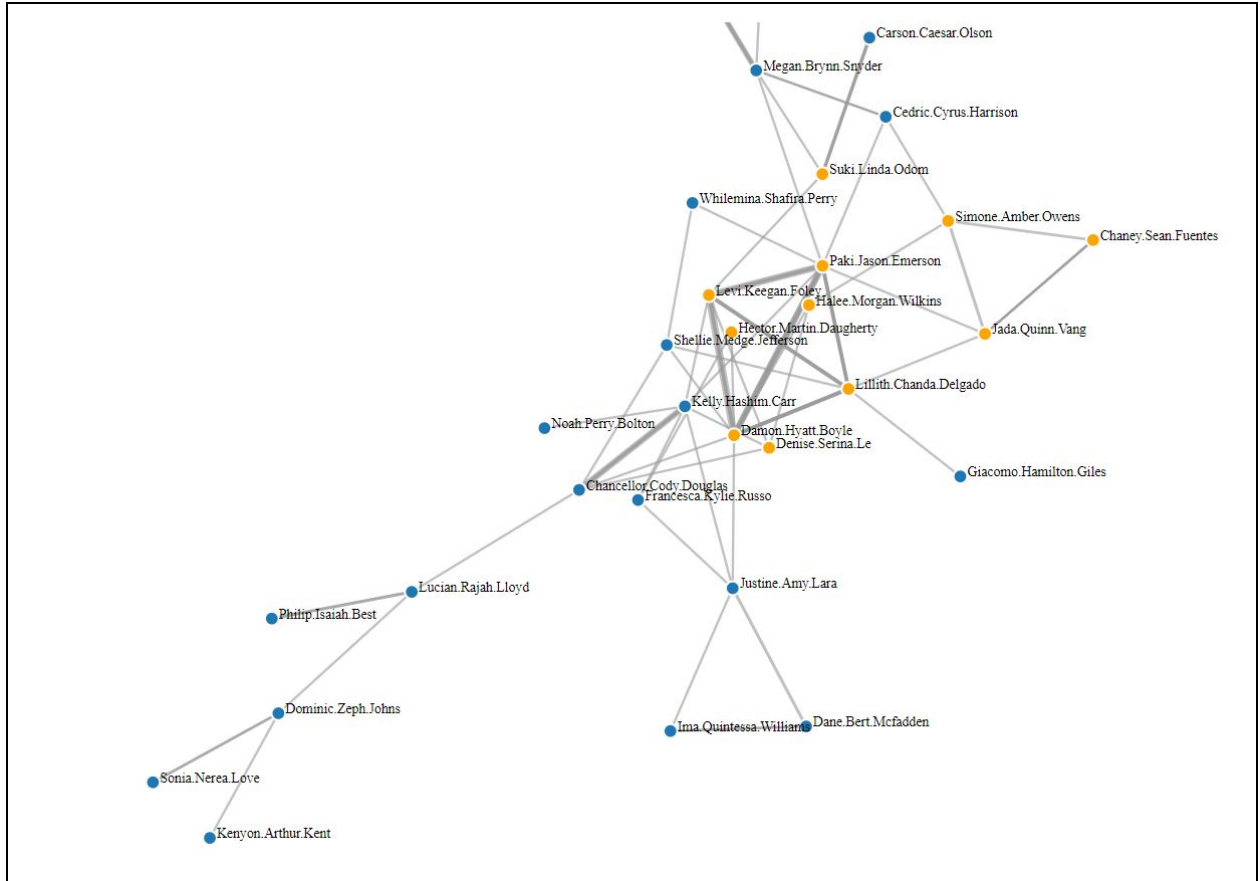 Carson.Caesar.Olson
Megan.Brynn.Snyder
Cedric.Cyrus.Harrison
Suki.Linda.Odom
Whilemina.Shafira.Perry
Simone.Amber.Owens
Chaney.Sean.Fuentes
Paki.Jason.Emerson
Levi.Keegan.Foley
Halee.Morgan.Wilkins
Hector.Martin.Daugherty
Jada.Quinn.Vang
Shellie.Medge.Jefferson
Lillith.Chanda.Delgado
Kelly.Hashim.Carr
Noah.Perry.Bolton
Damon.Hyatt.Boyle
Denise.Serina.Le
Giacomo.Hamilton.Giles
Chancellor.Cody.Douglas
Francesca.Kylie.Russo
Justine.Amy.Lara
Lucian.Rajah.Lloyd
Philip.Isaiah.Best
Dominic.Zeph.Johns
Dane.Bert.Mcfadden
Ima.Quintessa.Williams
Sonia.Nerea.Love
Kenyon.Arthur.Kent